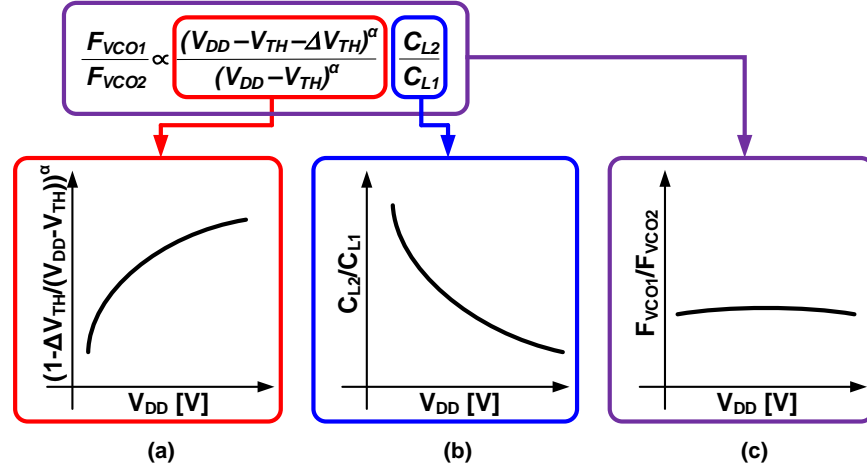 F_VCO1 / F_VCO2 ∝ (V_DD – V_TH – ΔV_TH)^α / (V_DD – V_TH)^α C_L2 / C_L1
(1-ΔV_TH/(V_DD-V_TH))^α
V_DD [V]
(a)
C_L2/C_L1
V_DD [V]
(b)
F_VCO1/F_VCO2
V_DD [V]
(c)